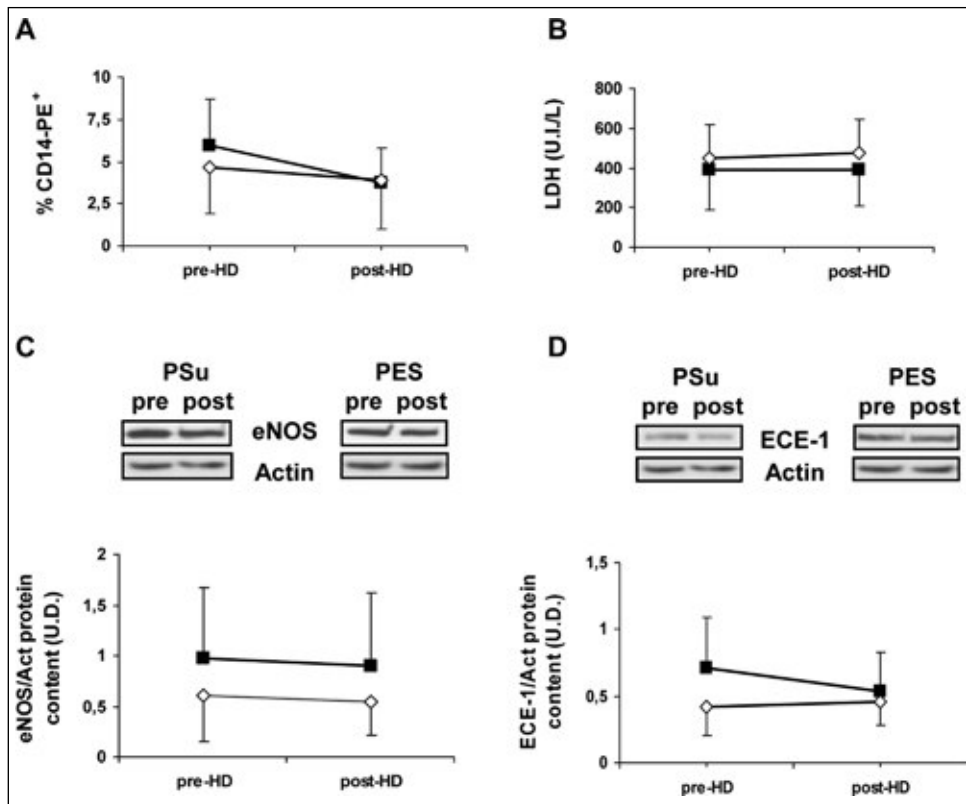 A
% CD14-PE+
10
7,5
5
2,5
0
pre-HD post-HD
B
LDH (U.I./L)
800
600
400
200
0
pre-HD post-HD
C
PSu PES
pre post pre post
eNOS
Actin
eNOS/Act protein
content (U.D.)
2
1,5
1
0,5
0
pre-HD post-HD
D
PSu PES
pre post pre post
ECE-1
Actin
ECE-1/Act protein
content (U.D.)
1,5
1
0,5
0
pre-HD post-HD